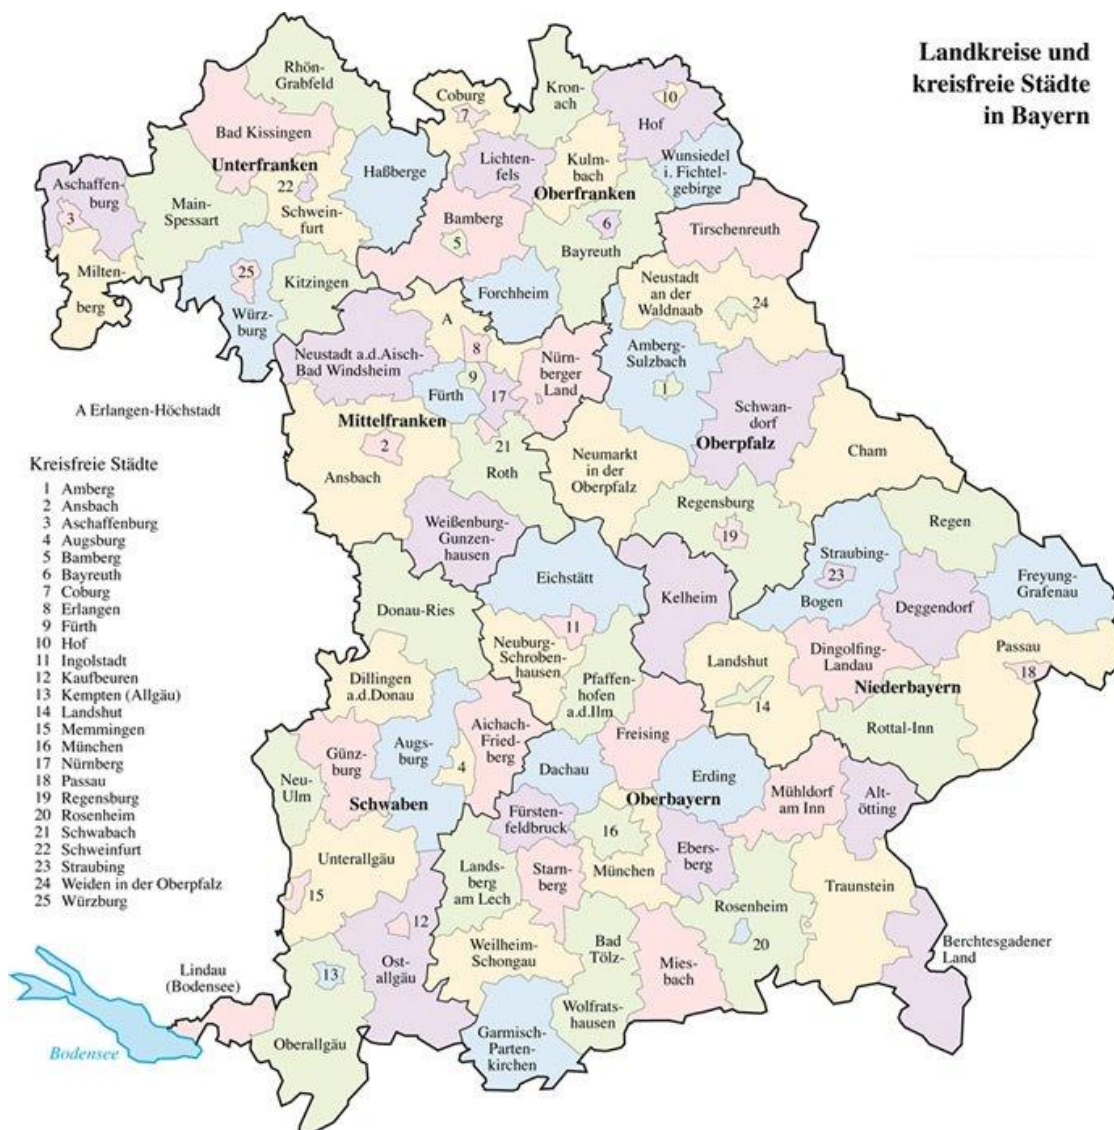 Landkreise und
kreisfreie Städte
in Bayern
Rhön-
Grabfeld
Coburg
7
Kron-
ach
10
Hof
Bad Kissingen
Unterfranken
Haßberge
Lichten-
fels
Kulm-
bach
Oberfranken
Wunsiedel
i. Fichtel-
gebirge
Aschaffen-
burg
3
Main-
Spessart
22
Schwein-
furt
Bamberg
5
6
Bayreuth
Tirschenreuth
Milten-
berg
25
Würz-
burg
Kitzingen
Forchheim
Neustadt
an der
Waldnaab
24
A
8
Neustadt a.d.Aisch-
Bad Windsheim
9
Fürth
17
Nürn-
berger
Land
Amberg-
Sulzbach
1
Schwan-
dorf
Oberpfalz
A Erlangen-Höchstadt
Mittelfranken
2
Ansbach
21
Roth
Neumarkt
in der
Oberpfalz
Cham
Regensburg
19
Regen
Weißenburg-
Gunzen-
hausen
Straubing-
23
Bogen
Freyung-
Grafenau
Deggendorf
Eichstätt
Kelheim
Donau-Ries
11
Neuburg-
Schroben-
hausen
Pfaffen-
hofen
a.d.Ilm
Landshut
14
Dingolfing-
Landau
Niederbayern
Passau
18
Rottal-Inn
Dillingen
a.d.Donau
Günz-
burg
Augs-
burg
4
Aichach-
Fried-
berg
Freising
Neu-
Ulm
Schwaben
Dachau
Oberbayern
Erding
Mühldorf
am Inn
Alt-
ötting
Fürsten-
feldbruck
16
München
Ebers-
berg
Unterallgäu
15
Lands-
berg
am Lech
Starn-
berg
Traunstein
Rosenheim
20
12
Ost-
allgäu
Weilheim-
Schongau
Bad
Tölz-
Wolfrats-
hausen
Mies-
bach
Berchtesgadener
Land
13
Oberallgäu
Garmisch-
Parten-
kirchen
Lindau
(Bodensee)
Bodensee
Kreisfreie Städte
1 Amberg
2 Ansbach
3 Aschaffenburg
4 Augsburg
5 Bamberg
6 Bayreuth
7 Coburg
8 Erlangen
9 Fürth
10 Hof
11 Ingolstadt
12 Kaufbeuren
13 Kempten (Allgäu)
14 Landshut
15 Memmingen
16 München
17 Nürnberg
18 Passau
19 Regensburg
20 Rosenheim
21 Schwabach
22 Schweinfurt
23 Straubing
24 Weiden in der Oberpfalz
25 Würzburg